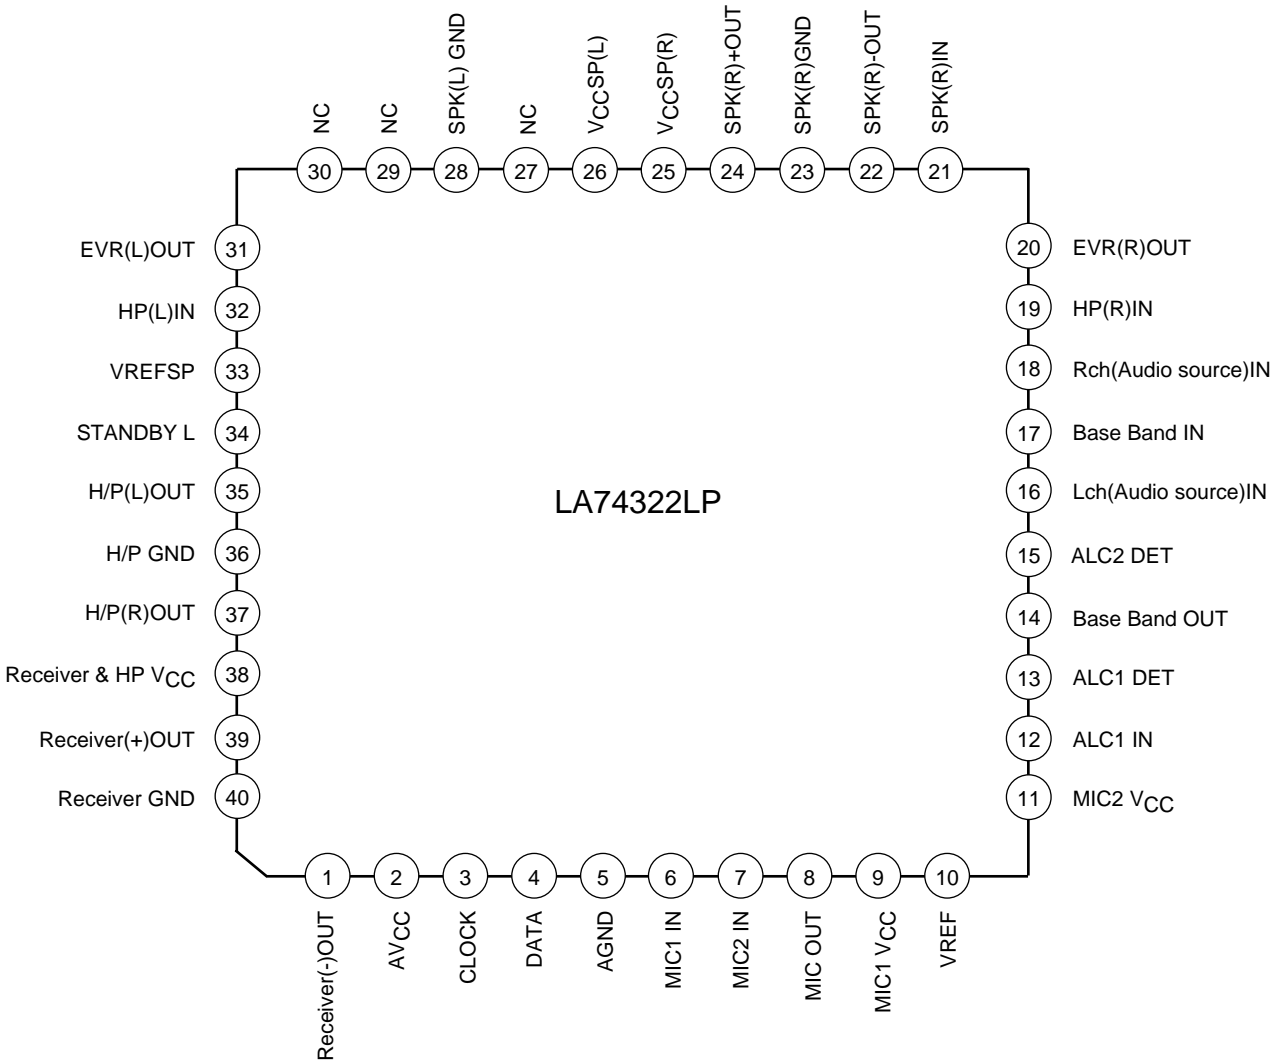 NC
NC
SPK(L) GND
NC
VCCSP(L)
VCCSP(R)
SPK(R)+OUT
SPK(R)GND
SPK(R)-OUT
SPK(R)IN
30
29
28
27
26
25
24
23
22
21
EVR(L)OUT 31
HP(L)IN 32
VREFSP 33
STANDBY L 34
H/P(L)OUT 35
H/P GND 36
H/P(R)OUT 37
Receiver & HP VCC 38
Receiver(+)OUT 39
Receiver GND 40
LA74322LP
20 EVR(R)OUT
19 HP(R)IN
18 Rch(Audio source)IN
17 Base Band IN
16 Lch(Audio source)IN
15 ALC2 DET
14 Base Band OUT
13 ALC1 DET
12 ALC1 IN
11 MIC2 VCC
1
2
3
4
5
6
7
8
9
10
Receiver(-)OUT
AVCC
CLOCK
DATA
AGND
MIC1 IN
MIC2 IN
MIC OUT
MIC1 VCC
VREF